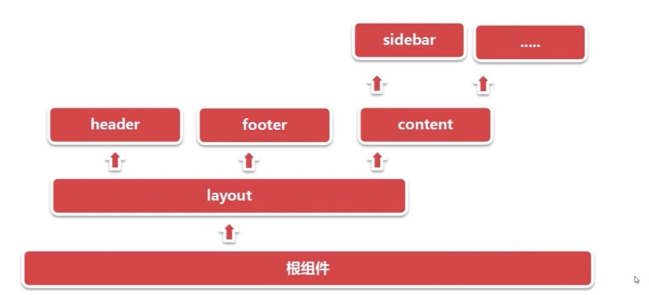 sidebar
.....
header
footer
content
layout
根组件